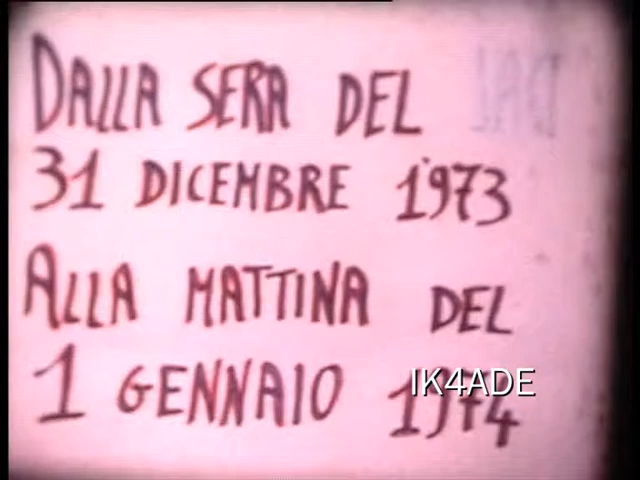 DALLA SERA DEL
31 DICEMBRE 1973
ALLA MATTINA DEL
1 GENNAIO 1974
IK4ADE